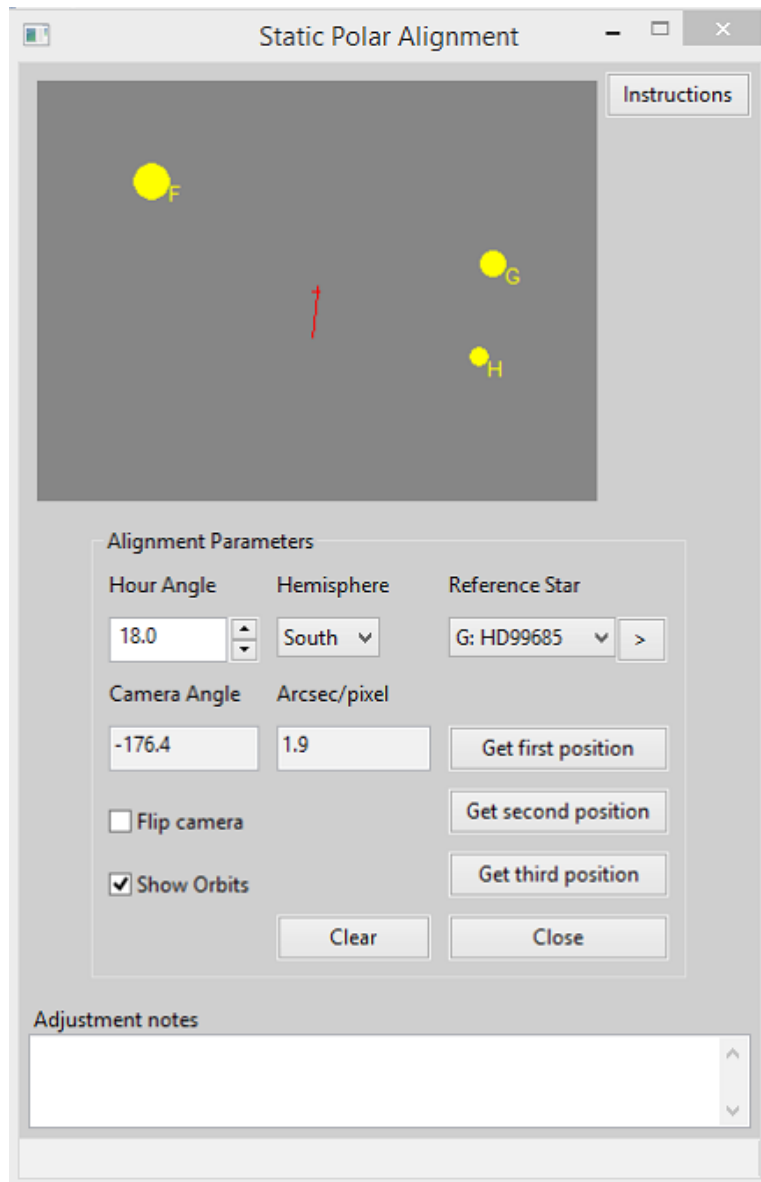 Static Polar Alignment
Instructions
F
G
H
Alignment Parameters
Hour Angle Hemisphere Reference Star
18.0 South G: HD99685 >
Camera Angle Arcsec/pixel
-176.4 1.9 Get first position
Flip camera Get second position
Show Orbits Get third position
Clear Close
Adjustment notes